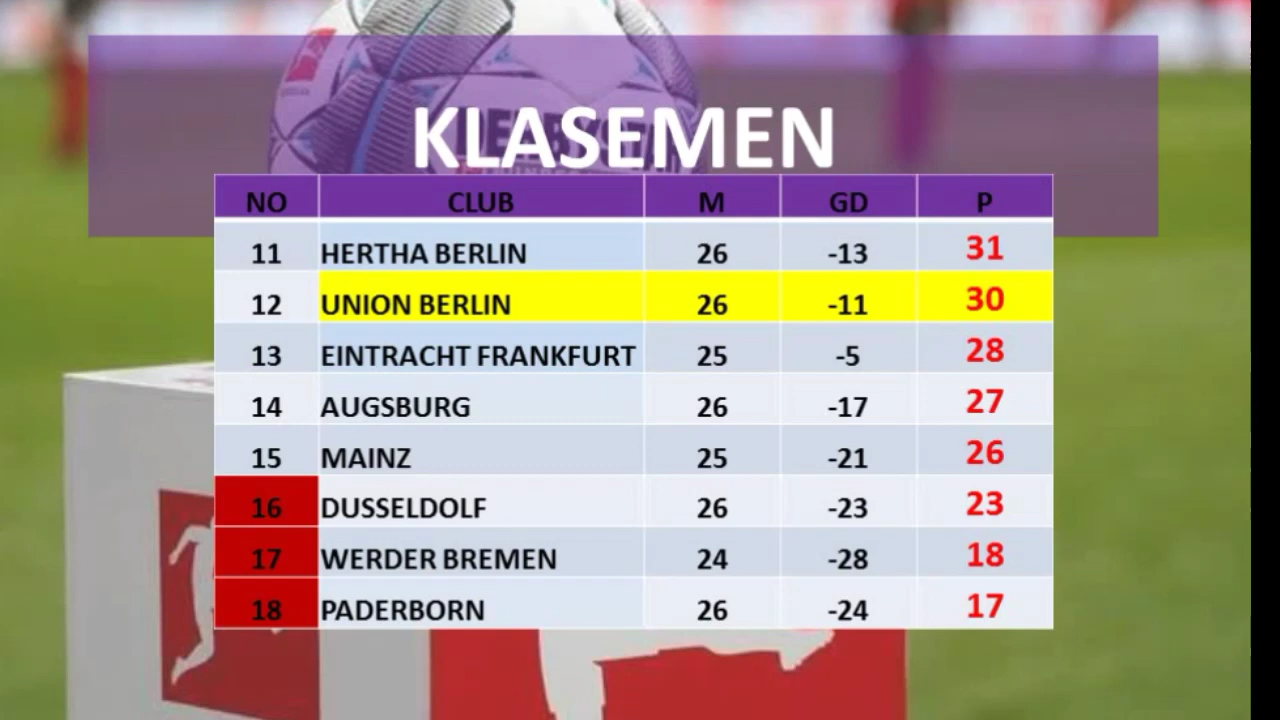 KLASEMEN
NO CLUB M GD P
11 HERTHA BERLIN 26 -13 31
12 UNION BERLIN 26 -11 30
13 EINTRACHT FRANKFURT 25 -5 28
14 AUGSBURG 26 -17 27
15 MAINZ 25 -21 26
16 DUSSELDOLF 26 -23 23
17 WERDER BREMEN 24 -28 18
18 PADERBORN 26 -24 17